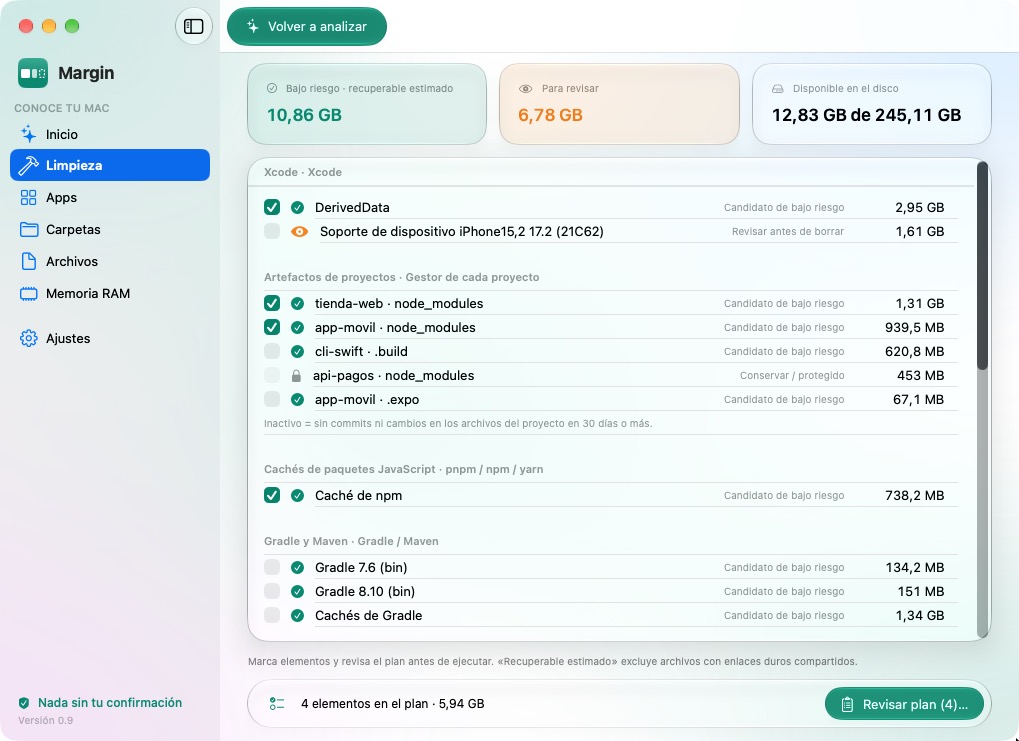 Volver a analizar
Margin
CONOCE TU MAC
Inicio
Limpieza
Apps
Carpetas
Archivos
Memoria RAM
Ajustes
Nada sin tu confirmación
Versión 0.9
Bajo riesgo · recuperable estimado
10,86 GB
Para revisar
6,78 GB
Disponible en el disco
12,83 GB de 245,11 GB
Xcode · Xcode
DerivedData Candidato de bajo riesgo 2,95 GB
Soporte de dispositivo iPhone15,2 17.2 (21C62) Revisar antes de borrar 1,61 GB
Artefactos de proyectos · Gestor de cada proyecto
tienda-web · node_modules Candidato de bajo riesgo 1,31 GB
app-movil · node_modules Candidato de bajo riesgo 939,5 MB
cli-swift · .build Candidato de bajo riesgo 620,8 MB
api-pagos · node_modules Conservar / protegido 453 MB
app-movil · .expo Candidato de bajo riesgo 67,1 MB
Inactivo = sin commits ni cambios en los archivos del proyecto en 30 días o más.
Cachés de paquetes JavaScript · pnpm / npm / yarn
Caché de npm Candidato de bajo riesgo 738,2 MB
Gradle y Maven · Gradle / Maven
Gradle 7.6 (bin) Candidato de bajo riesgo 134,2 MB
Gradle 8.10 (bin) Candidato de bajo riesgo 151 MB
Cachés de Gradle Candidato de bajo riesgo 1,34 GB
Marca elementos y revisa el plan antes de ejecutar. «Recuperable estimado» excluye archivos con enlaces duros compartidos.
4 elementos en el plan · 5,94 GB
Revisar plan (4)...